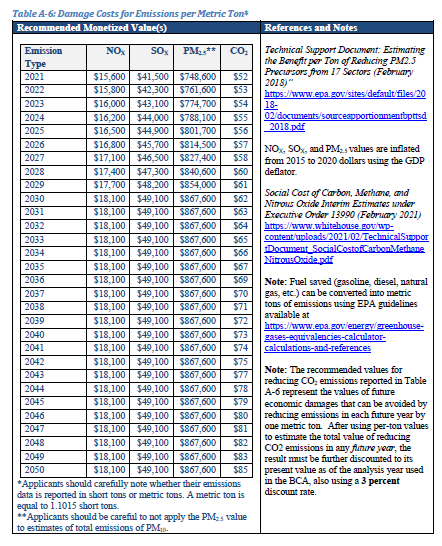 Table A-6: Damage Costs for Emissions per Metric Ton*
Recommended Monetized Value(s)
Emission Type NOX SOX PM2.5** CO2
2021 $15,600 $41,500 $748,600 $52
2022 $15,800 $42,300 $761,600 $53
2023 $16,000 $43,100 $774,700 $54
2024 $16,200 $44,000 $788,100 $55
2025 $16,500 $44,900 $801,700 $56
2026 $16,800 $45,700 $814,500 $57
2027 $17,100 $46,500 $827,400 $58
2028 $17,400 $47,300 $840,600 $60
2029 $17,700 $48,200 $854,000 $61
2030 $18,100 $49,100 $867,600 $62
2031 $18,100 $49,100 $867,600 $63
2032 $18,100 $49,100 $867,600 $64
2033 $18,100 $49,100 $867,600 $65
2034 $18,100 $49,100 $867,600 $66
2035 $18,100 $49,100 $867,600 $67
2036 $18,100 $49,100 $867,600 $69
2037 $18,100 $49,100 $867,600 $70
2038 $18,100 $49,100 $867,600 $71
2039 $18,100 $49,100 $867,600 $72
2040 $18,100 $49,100 $867,600 $73
2041 $18,100 $49,100 $867,600 $74
2042 $18,100 $49,100 $867,600 $75
2043 $18,100 $49,100 $867,600 $77
2044 $18,100 $49,100 $867,600 $78
2045 $18,100 $49,100 $867,600 $79
2046 $18,100 $49,100 $867,600 $80
2047 $18,100 $49,100 $867,600 $81
2048 $18,100 $49,100 $867,600 $82
2049 $18,100 $49,100 $867,600 $83
2050 $18,100 $49,100 $867,600 $85
*Applicants should carefully note whether their emissions
data is reported in short tons or metric tons. A metric ton is
equal to 1.1015 short tons.
**Applicants should be careful to not apply the PM2.5 value
to estimates of total emissions of PM10.
References and Notes
Technical Support Document: Estimating
the Benefit per Ton of Reducing PM2.5
Precursors from 17 Sectors (February
2018)"
https://www.epa.gov/sites/default/files/20
18-
02/documents/sourceapportionmentbpttsd
_2018.pdf
NOX, SOX, and PM2.5 values are inflated
from 2015 to 2020 dollars using the GDP
deflator.
Social Cost of Carbon, Methane, and
Nitrous Oxide Interim Estimates under
Executive Order 13990 (February 2021)
https://www.whitehouse.gov/wp-
content/uploads/2021/02/TechnicalSuppor
tDocument_SocialCostofCarbonMethane
NitrousOxide.pdf
Note: Fuel saved (gasoline, diesel, natural
gas, etc.) can be converted into metric
tons of emissions using EPA guidelines
available at
https://www.epa.gov/energy/greenhouse-
gases-equivalencies-calculator-
calculations-and-references
Note: The recommended values for
reducing CO2 emissions reported in Table
A-6 represent the values of future
economic damages that can be avoided by
reducing emissions in each future year by
one metric ton. After using per-ton values
to estimate the total value of reducing
CO2 emissions in any future year, the
result must be further discounted to its
present value as of the analysis year used
in the BCA, also using a 3 percent
discount rate.